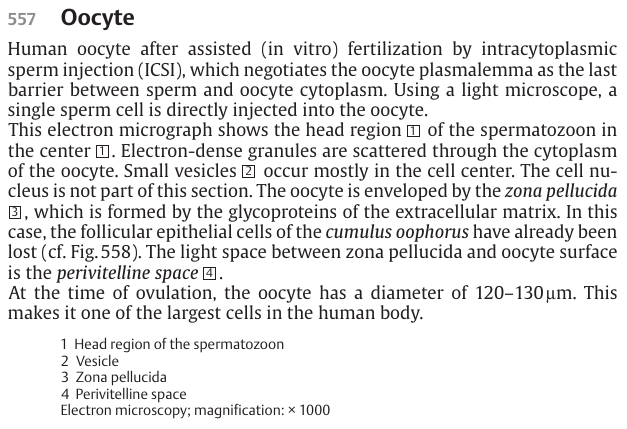 557 Oocyte
Human oocyte after assisted (in vitro) fertilization by intracytoplasmic
sperm injection (ICSI), which negotiates the oocyte plasmalemma as the last
barrier between sperm and oocyte cytoplasm. Using a light microscope, a
single sperm cell is directly injected into the oocyte.
This electron micrograph shows the head region 1 of the spermatozoon in
the center 1. Electron-dense granules are scattered through the cytoplasm
of the oocyte. Small vesicles 2 occur mostly in the cell center. The cell nu-
cleus is not part of this section. The oocyte is enveloped by the zona pellucida
3, which is formed by the glycoproteins of the extracellular matrix. In this
case, the follicular epithelial cells of the cumulus oophorus have already been
lost (cf. Fig. 558). The light space between zona pellucida and oocyte surface
is the perivitelline space 4.
At the time of ovulation, the oocyte has a diameter of 120–130 µm. This
makes it one of the largest cells in the human body.
1 Head region of the spermatozoon
2 Vesicle
3 Zona pellucida
4 Perivitelline space
Electron microscopy; magnification: × 1000